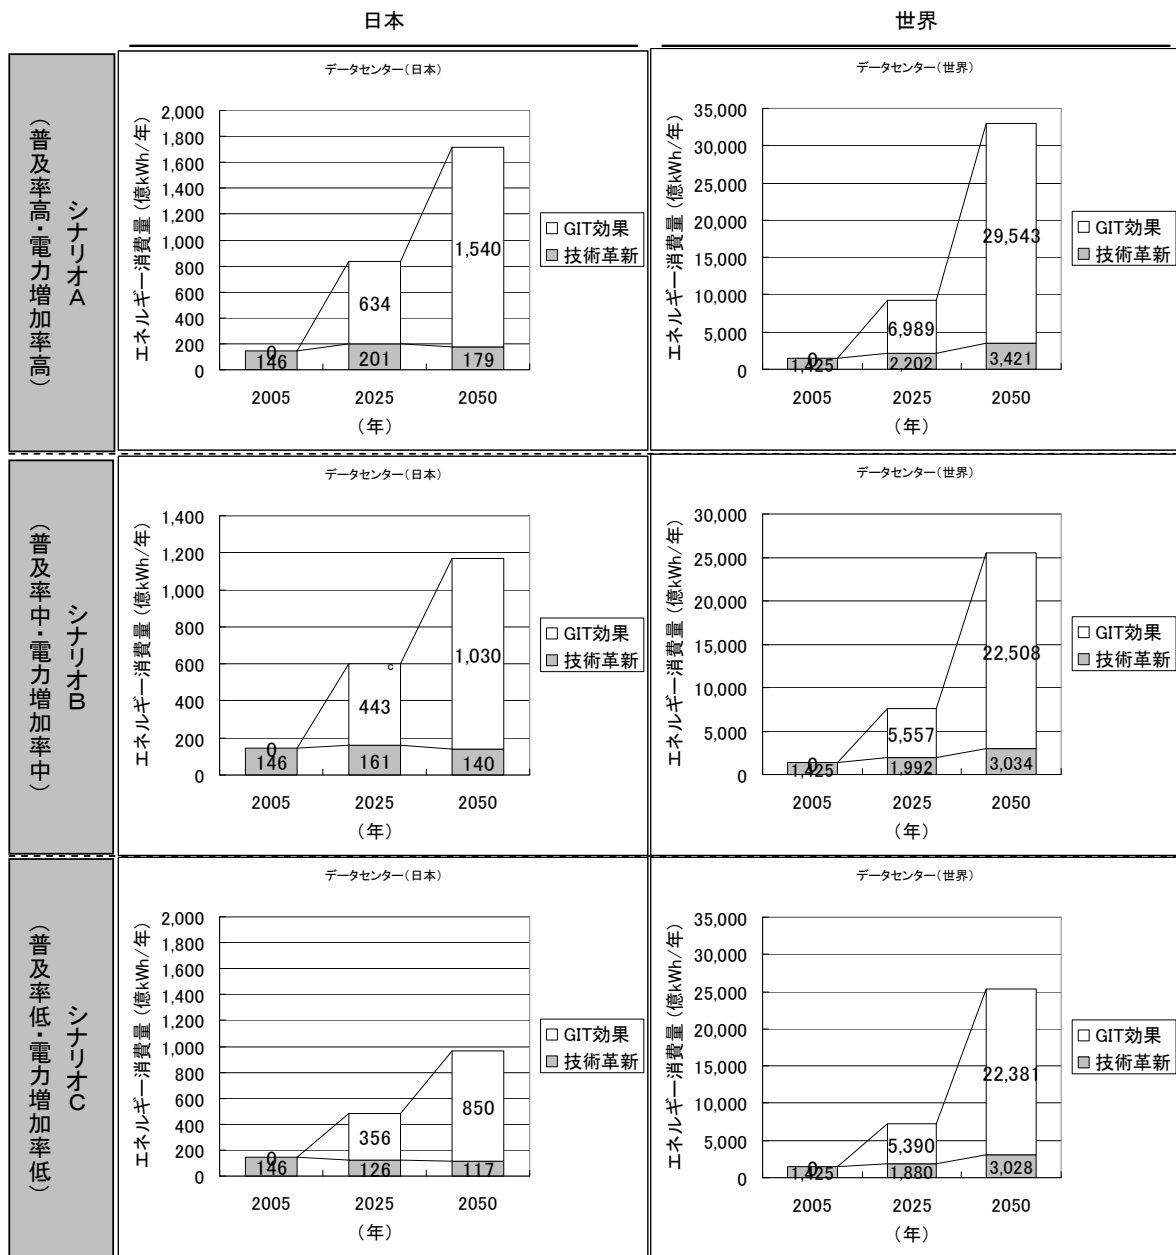 日本
世界
シナリオA
（普及率高・電力増加率高）
データセンター（日本）
エネルギー消費量 (億kWh/年)
2,000
1,800
1,600
1,400
1,200
1,000
800
600
400
200
0
0
146
634
201
1,540
179
2005 2025 2050
（年）
GIT効果
技術革新
データセンター（世界）
エネルギー消費量 (億kWh/年)
35,000
30,000
25,000
20,000
15,000
10,000
5,000
0
0
1,425
6,989
2,202
29,543
3,421
2005 2025 2050
（年）
GIT効果
技術革新
シナリオB
（普及率中・電力増加率中）
データセンター（日本）
エネルギー消費量 (億kWh/年)
1,400
1,200
1,000
800
600
400
200
0
0
146
c
443
161
1,030
140
2005 2025 2050
（年）
GIT効果
技術革新
データセンター（世界）
エネルギー消費量 (億kWh/年)
30,000
25,000
20,000
15,000
10,000
5,000
0
0
1,425
5,557
1,992
22,508
3,034
2005 2025 2050
（年）
GIT効果
技術革新
シナリオC
（普及率低・電力増加率低）
データセンター（日本）
エネルギー消費量 (億kWh/年)
2,000
1,800
1,600
1,400
1,200
1,000
800
600
400
200
0
0
146
356
126
850
117
2005 2025 2050
（年）
GIT効果
技術革新
データセンター（世界）
エネルギー消費量 (億kWh/年)
35,000
30,000
25,000
20,000
15,000
10,000
5,000
0
0
1,425
5,390
1,880
22,381
3,028
2005 2025 2050
（年）
GIT効果
技術革新